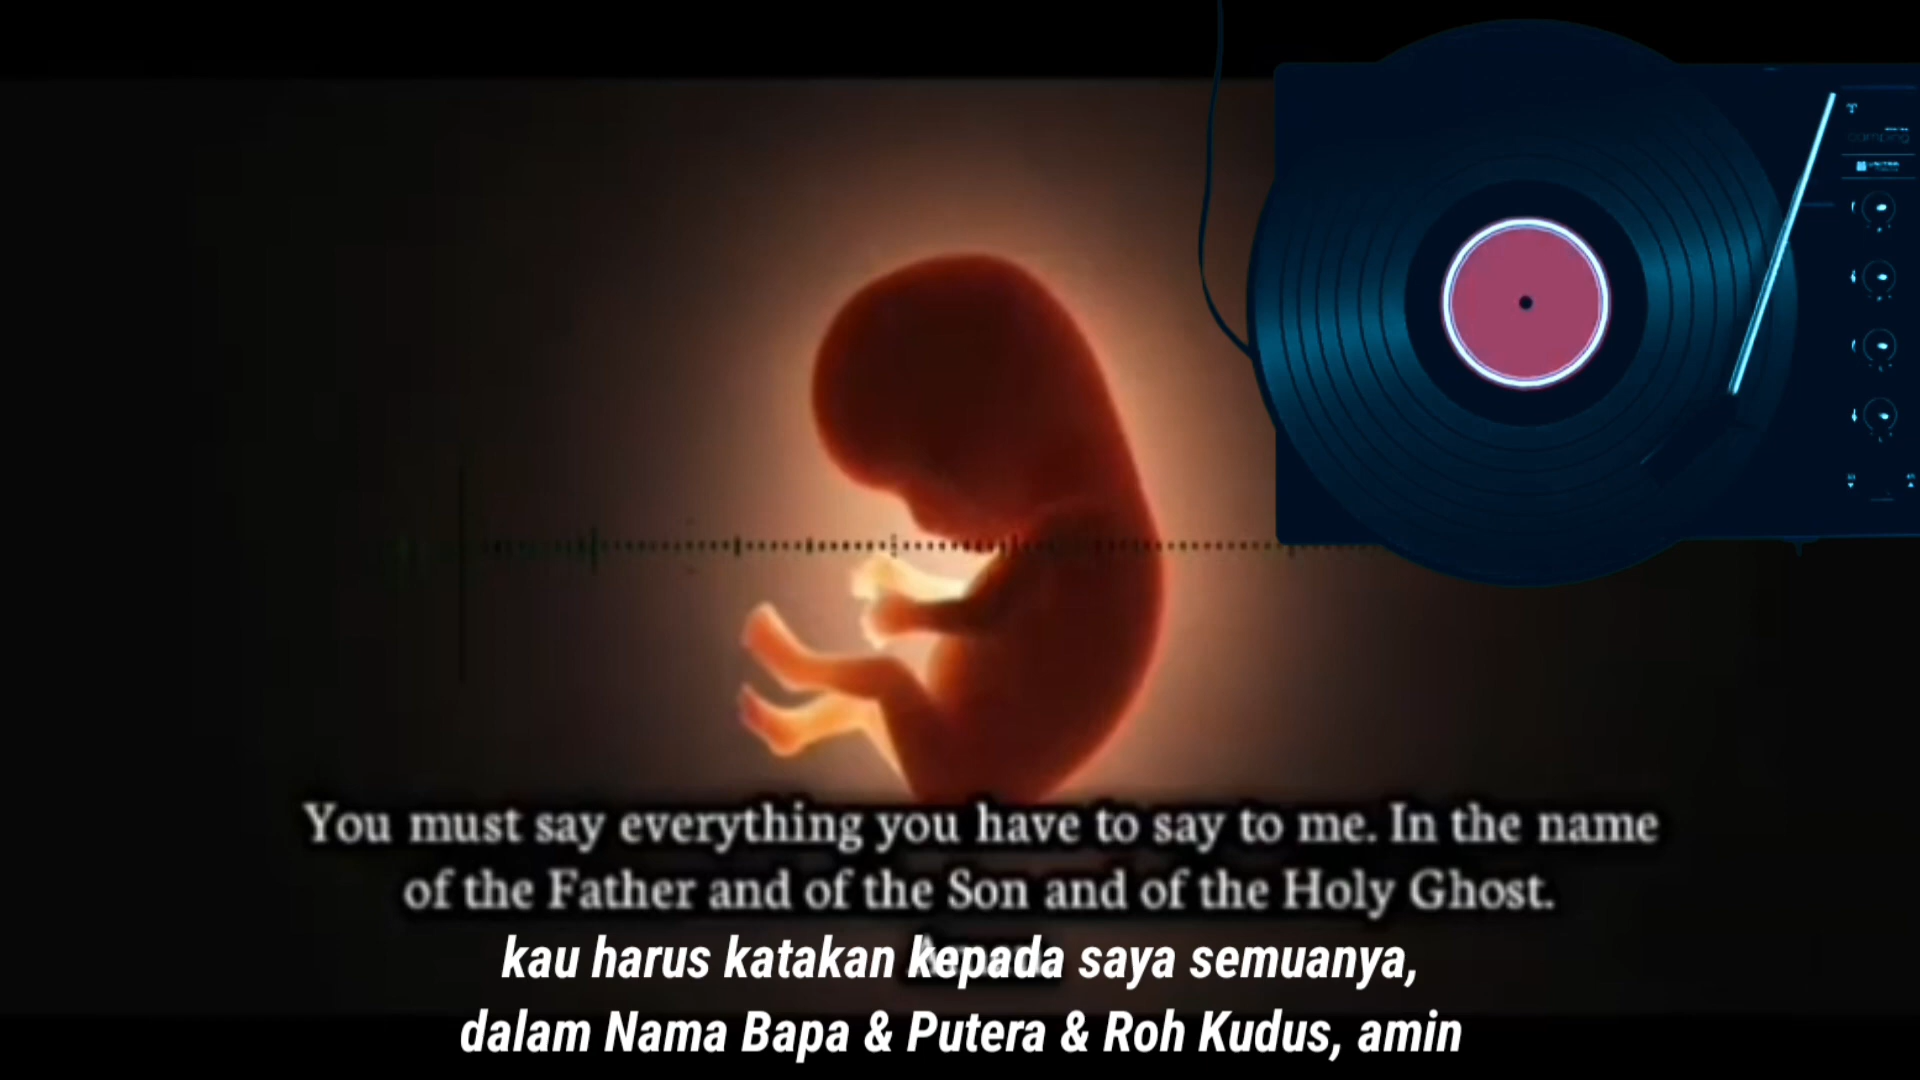 You must say everything you have to say to me. In the name
of the Father and of the Son and of the Holy Ghost.
kau harus katakan kepada saya semuanya,
dalam Nama Bapa & Putera & Roh Kudus, amin